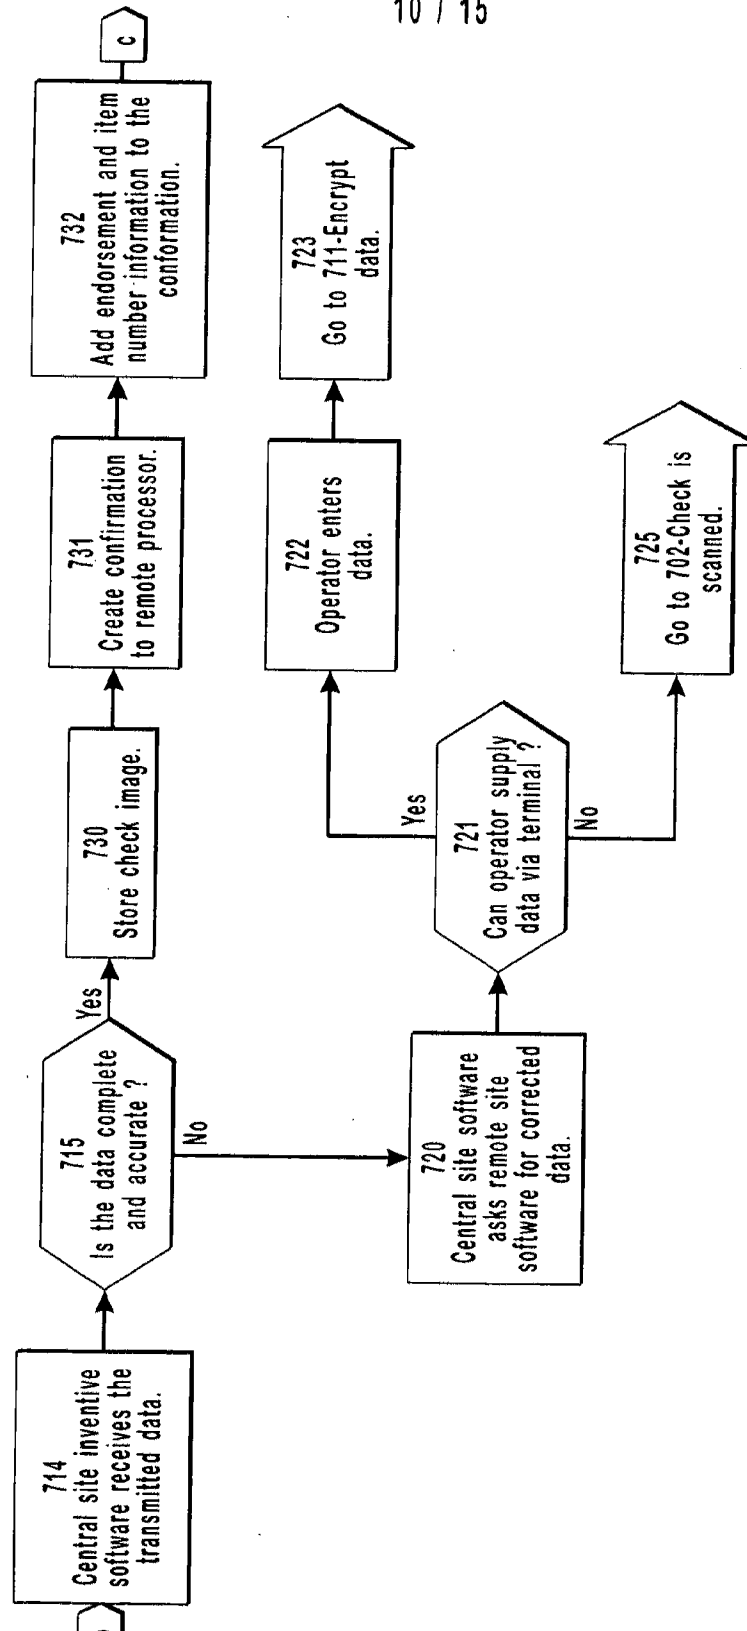 10 / 15
714
Central site inventive
software receives the
transmitted data.
715
Is the data complete
and accurate ?
Yes
No
730
Store check image.
731
Create confirmation
to remote processor.
732
Add endorsement and item
number information to the
conformation.
c
720
Central site software
asks remote site
software for corrected
data.
721
Can operator supply
data via terminal ?
Yes
No
722
Operator enters
data.
723
Go to 711-Encrypt
data.
725
Go to 702-Check is
scanned.